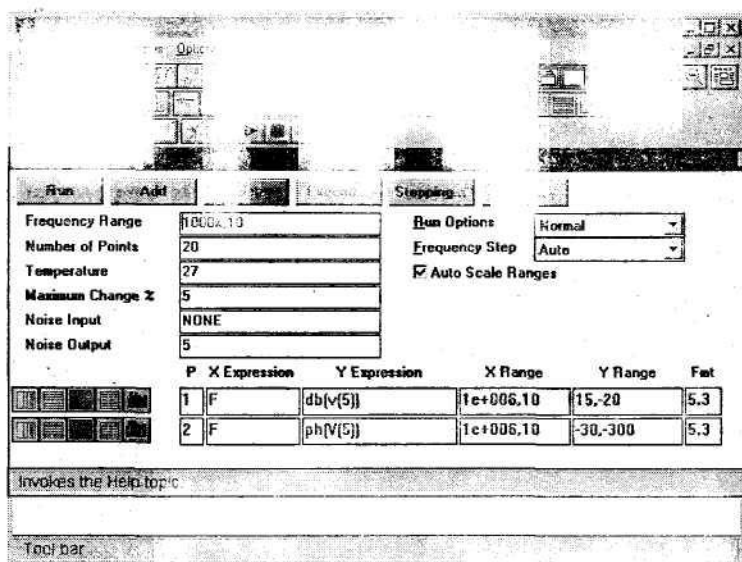 Run Add Stepping...
Frequency Range 1000k,10 Run Options Normal
Number of Points 20 Frequency Step Auto
Temperature 27 Auto Scale Ranges
Maximum Change % 5
Noise Input NONE
Noise Output 5
P X Expression Y Expression X Range Y Range Fmt
1 F db(v(5)) 1e+006,10 15,-20 5.3
2 F ph(V(5)) 1e+006,10 -30,-300 5.3
Invokes the Help topic
Tool bar